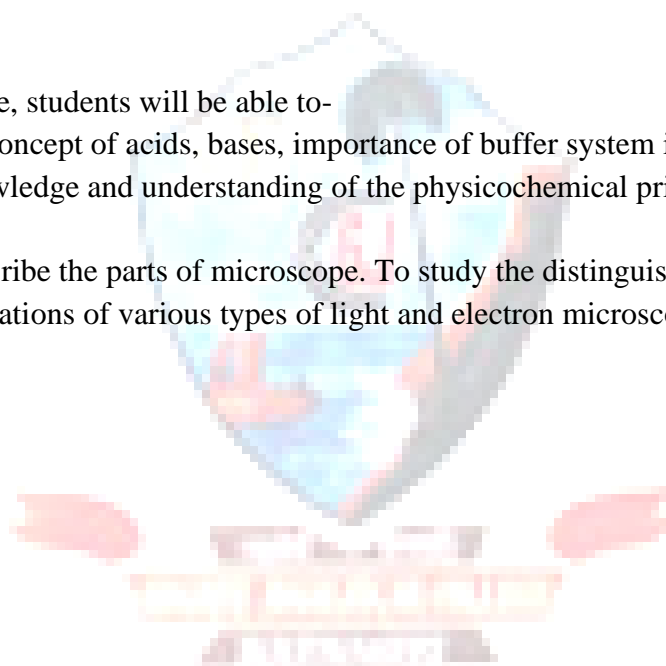 e, students will be able to-
oncept of acids, bases, importance of buffer system i
wledge and understanding of the physicochemical pri
ribe the parts of microscope. To study the distinguis
ations of various types of light and electron microsc